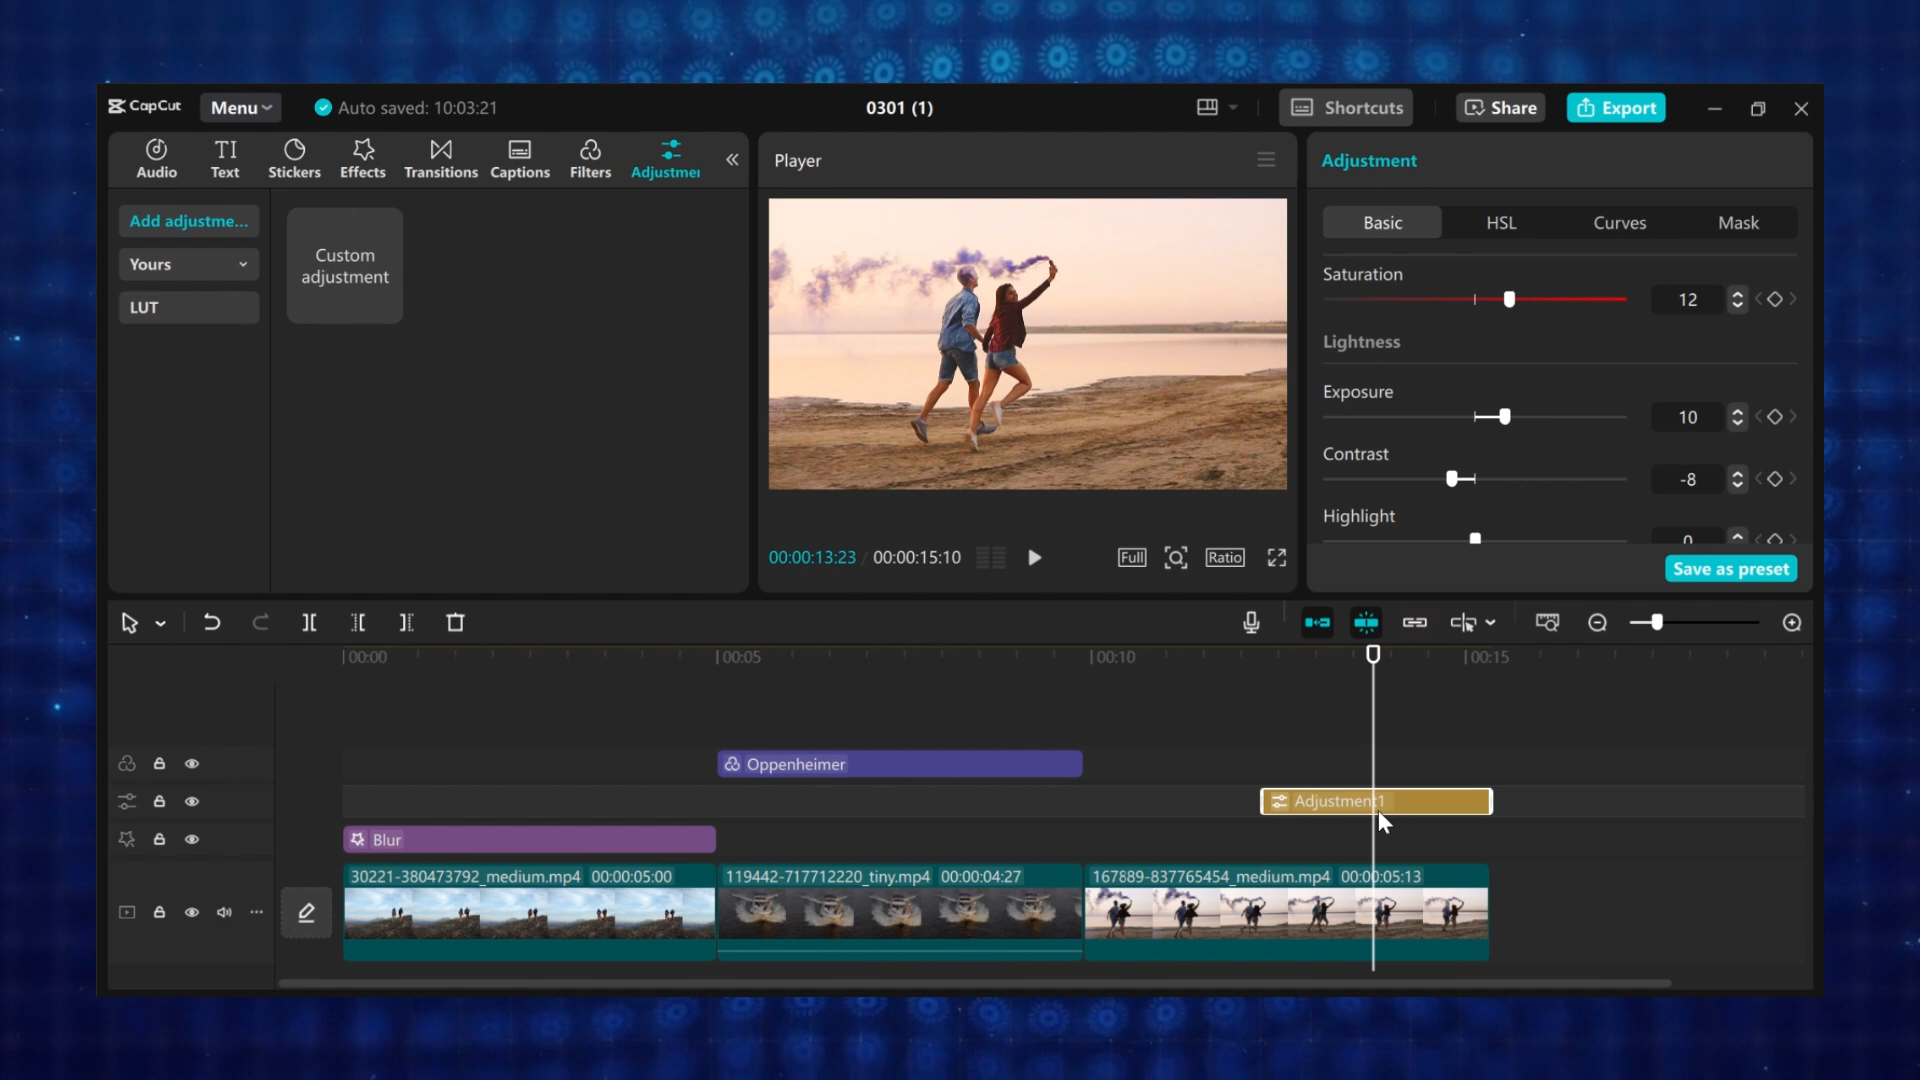 CapCut
Menu
Auto saved: 10:03:21
0301 (1)
Shortcuts
Share
Export
Audio
Text
Stickers
Effects
Transitions
Captions
Filters
Adjustmer
Player
Adjustment
Add adjustme...
Yours
LUT
Custom
adjustment
Basic
HSL
Curves
Mask
Saturation
12
Lightness
Exposure
10
Contrast
-8
Highlight
0
Save as preset
00:00:13:23 / 00:00:15:10
Full
Ratio
00:00
00:05
00:10
00:15
Oppenheimer
Adjustment1
Blur
30221-380473792_medium.mp4 00:00:05:00
119442-717712220_tiny.mp4 00:00:04:27
167889-837765454_medium.mp4 00:00:05:13